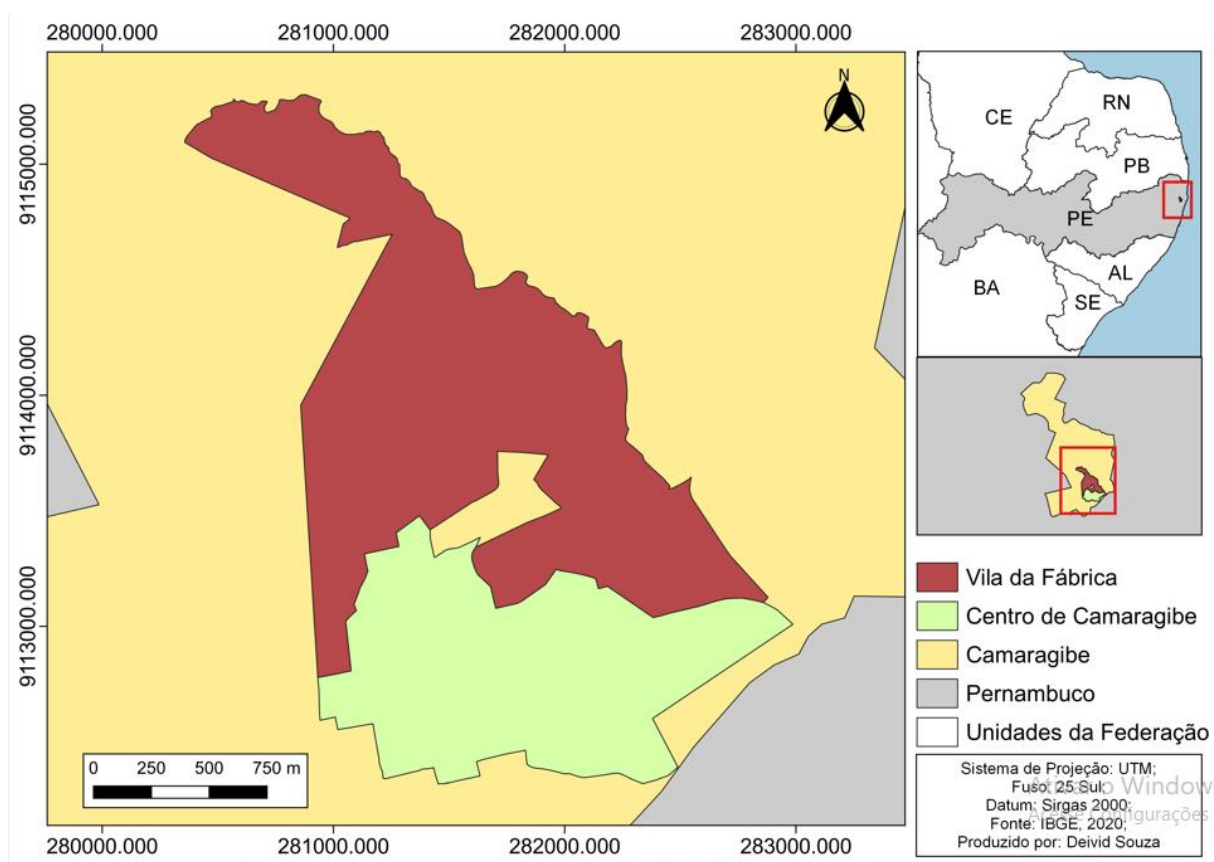 280000.000 281000.000 282000.000 283000.000
9115000.000
9114000.000
9113000.000
N
0 250 500 750 m
280000.000 281000.000 282000.000 283000.000
CE
RN
PB
PE
AL
BA
SE
Vila da Fábrica
Centro de Camaragibe
Camaragibe
Pernambuco
Unidades da Federação
Sistema de Projeção: UTM;
Fuso: 25 Sul;
Datum: Sirgas 2000;
Fonte: IBGE, 2020;
Produzido por: Deivid Souza